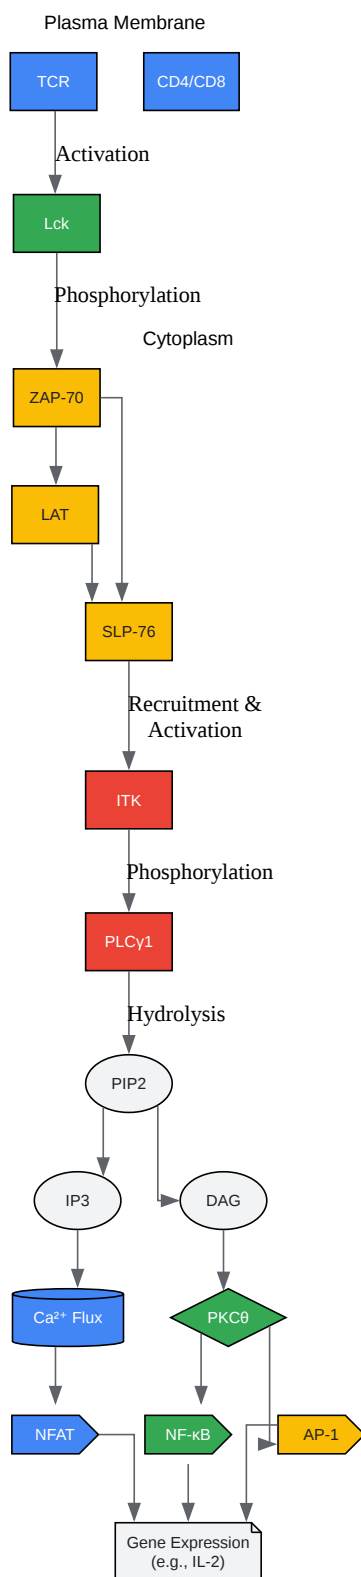 Plasma Membrane
TCR
CD4/CD8
Activation
Lck
Phosphorylation
Cytoplasm
ZAP-70
LAT
SLP-76
Recruitment &
Activation
ITK
Phosphorylation
PLCγ1
Hydrolysis
PIP2
IP3
DAG
Ca²⁺ Flux
PKCθ
NFAT
NF-κB
AP-1
Gene Expression
(e.g., IL-2)